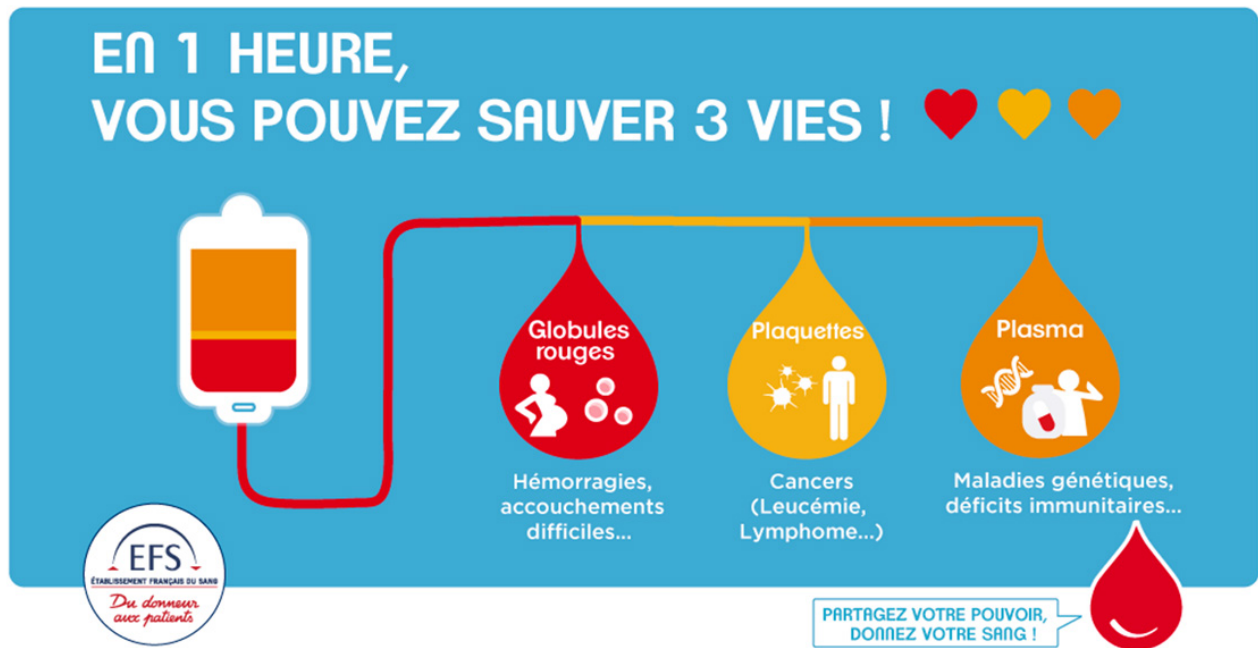 EN 1 HEURE,
VOUS POUVEZ SAUVER 3 VIES !
Globules
rouges
Plaquettes
Plasma
Hémorragies,
accouchements
difficiles...
Cancers
(Leucémie,
Lymphome...)
Maladies génétiques,
déficits immunitaires...
EFS
ÉTABLISSEMENT FRANÇAIS DU SANG
Du donneur
aux patients
PARTAGEZ VOTRE POUVOIR,
DONNEZ VOTRE SANG !